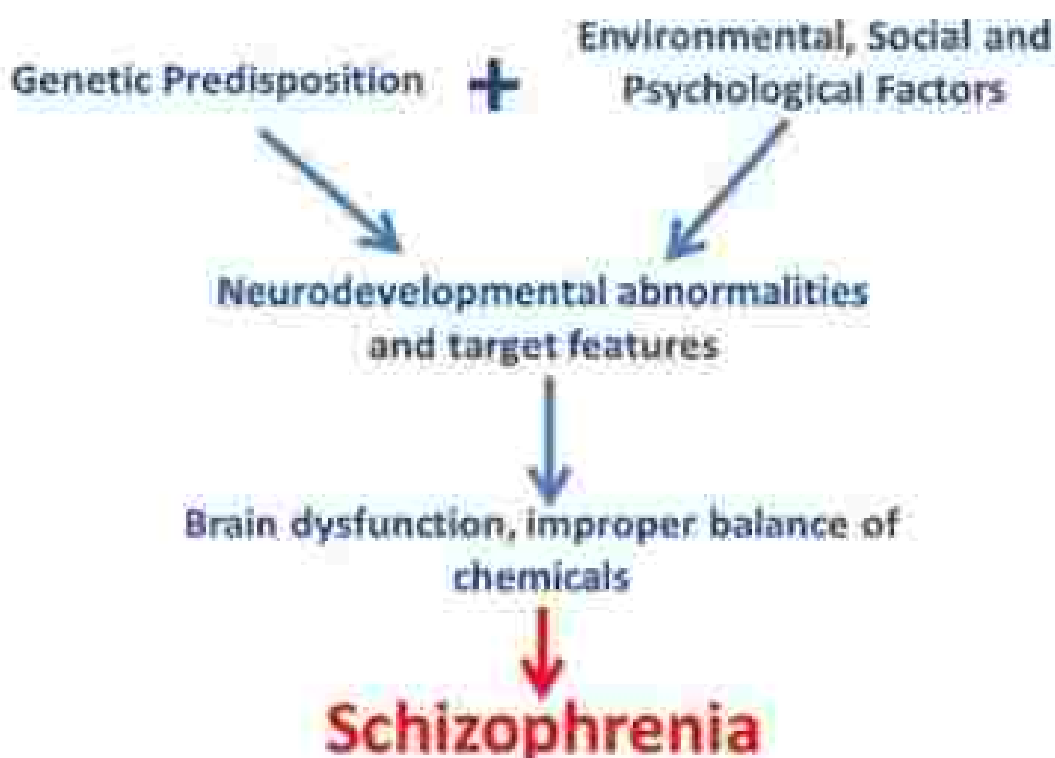 Genetic Predisposition +
Environmental, Social and
Psychological Factors
Neurodevelopmental abnormalities
and target features
Brain dysfunction, improper balance of
chemicals
Schizophrenia